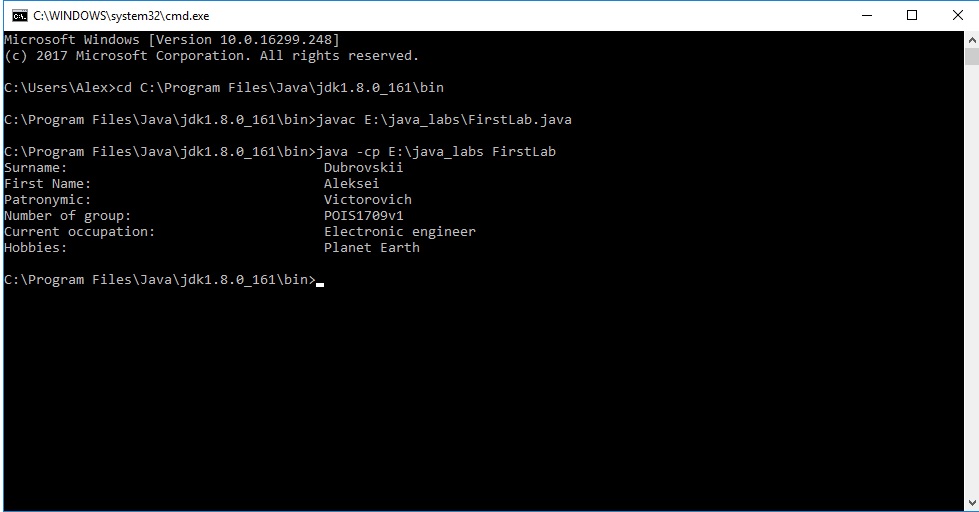 C:\WINDOWS\system32\cmd.exe
Microsoft Windows [Version 10.0.16299.248]
(c) 2017 Microsoft Corporation. All rights reserved.
C:\Users\Alex>cd C:\Program Files\Java\jdk1.8.0_161\bin
C:\Program Files\Java\jdk1.8.0_161\bin>javac E:\java_labs\FirstLab.java
C:\Program Files\Java\jdk1.8.0_161\bin>java -cp E:\java_labs FirstLab
Surname: Dubrovskii
First Name: Aleksei
Patronymic: Victorovich
Number of group: POIS1709v1
Current occupation: Electronic engineer
Hobbies: Planet Earth
C:\Program Files\Java\jdk1.8.0_161\bin>